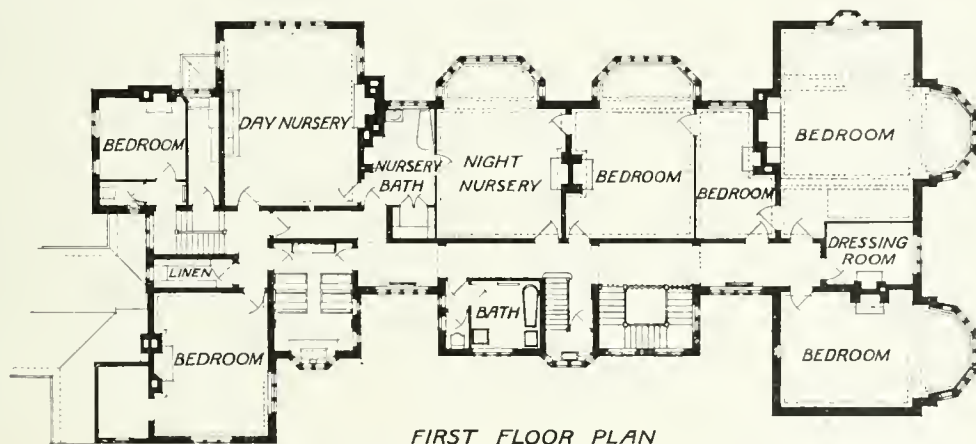 BEDROOM
DAY NURSERY
NURSERY
BATH
NIGHT
NURSERY
BEDROOM
BEDROOM
BEDROOM
DRESSING
ROOM
LINEN
BATH
BEDROOM
BEDROOM
FIRST FLOOR PLAN